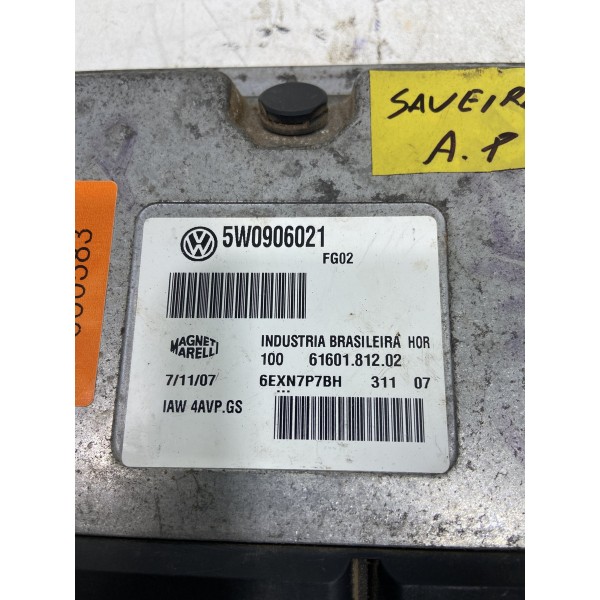 SAVEIR
A.P
VW
5W0906021
FG02
MAGNETI
MARELLI
INDUSTRIA BRASILEIRA HOR
100 61601.812.02
7/11/07 6EXN7P7BH 311 07
IAW 4AVP.GS